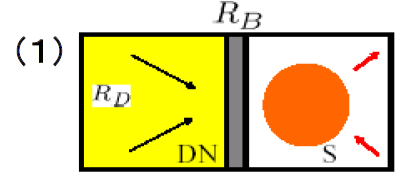 R_B
(1)
R_D
DN S